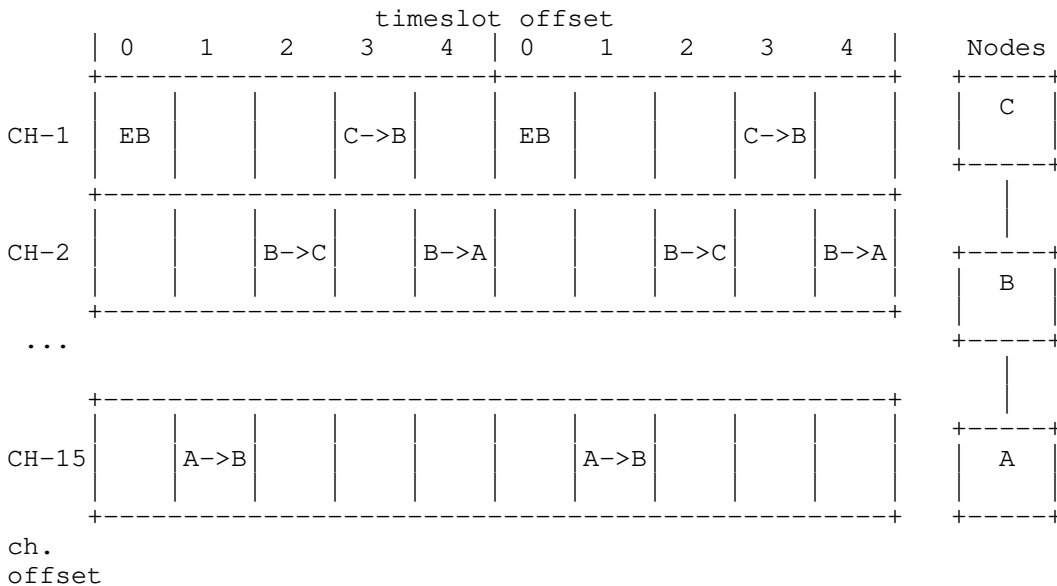 timeslot offset
0 1 2 3 4 0 1 2 3 4 Nodes
C
CH-1 EB C->B EB C->B
CH-2 B->C B->A B->C B->A
B
...
CH-15 A->B A->B A
ch.
offset